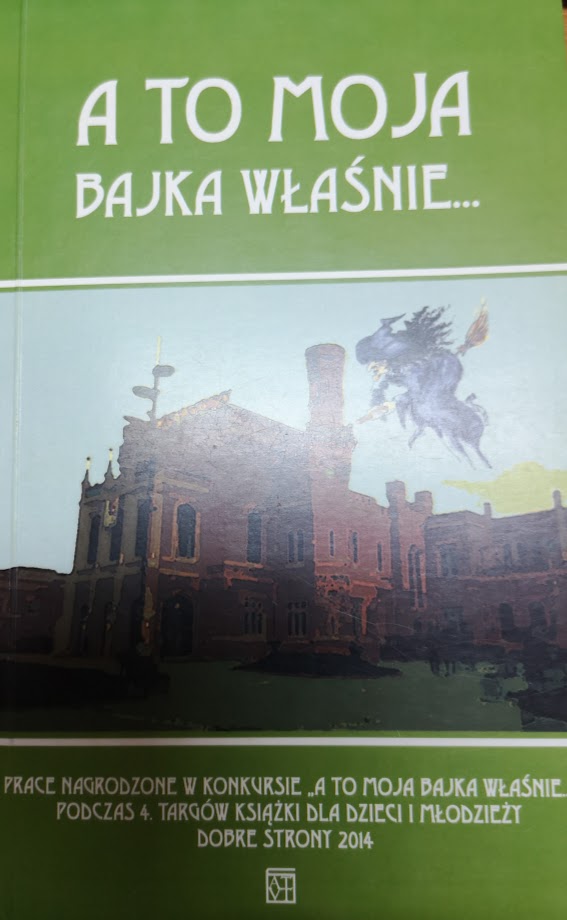 A TO MOJA
BAJKA WŁAŚNIE...
PRACE NAGRODZONE W KONKURSIE „A TO MOJA BAJKA WŁAŚNIE...
PODCZAS 4. TARGÓW KSIĄŻKI DLA DZIECI I MŁODZIEŻY
DOBRE STRONY 2014